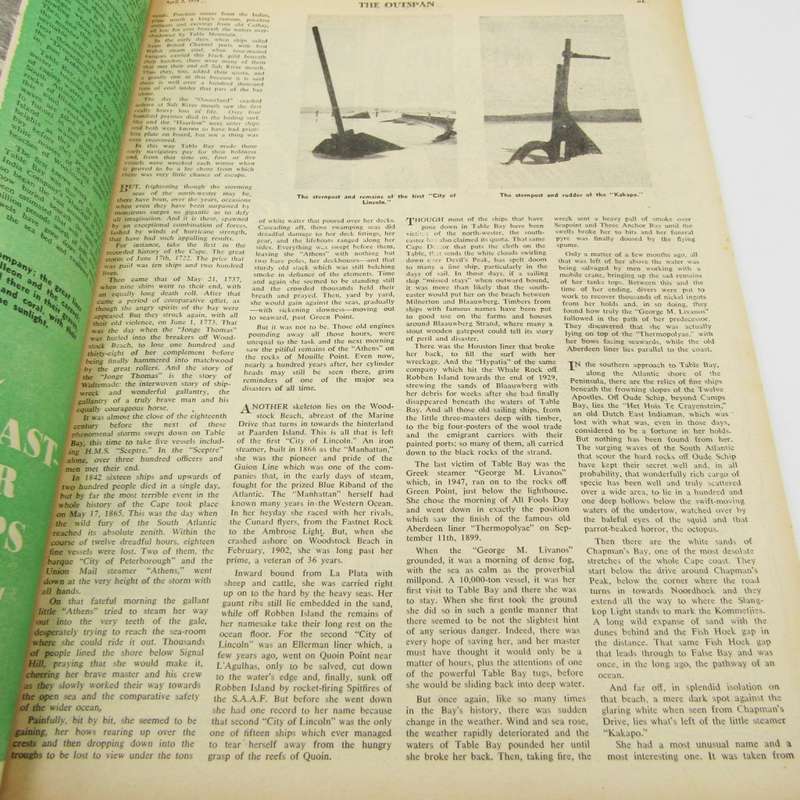 THE OUTSPAN
The sternpost and remains of the first "City of
Lincoln."
The sternpost and rudder of the "Kakapo."
In the early days, when ships sailed
The day the "Oosterland" crashed
In this way Table Bay made those
early navigators pay for their boldness
and, from that time on, four or five
vessels were wrecked each winter when
it proved to be a lee shore from which
there was very little chance of escape.
BUT, frightening though the storming
seas of the north-wester may be,
there have been, over the years, occasions
when even they have been surpassed by
monstrous surges so gigantic as to defy
all imagination. And it is these, spawned
by an exceptional combination of forces,
lashed by winds of hurricane strength,
that have had such appalling results.
For instance, take the first in the
recorded history of the Cape. The great
storm of June 17th, 1722. The price that
was paid was ten ships and two hundred
lives.
Then came that of May 21, 1737,
when nine ships went to their end, with
an equally long death roll. After that
came a period of comparative quiet, as
though the angry spirits of the bay were
appeased but they struck again, with all
their old violence, on June 1, 1773. That
was the day when the "Jonge Thomas"
was hurled into the breakers of Wood-
stock Beach, to lose one hundred and
thirty-eight of her complement before
being finally hammered into matchwood
by the great rollers. And the story of
the "Jonge Thomas" is the story of
Waltemade: the interwoven story of ship-
wreck and wonderful gallantry, the
gallantry of a truly brave man and his
equally courageous horse.
It was almost the close of the eighteenth
century before the next of these
phenomenal storms swept down on Table
Bay, this time to take five vessels includ-
ing H.M.S. "Sceptre." In the "Sceptre"
alone, over three hundred officers and
men met their end.
In 1842 sixteen ships and upwards of
two hundred people died in a single day,
but by far the most terrible event in the
whole history of the Cape took place
on May 17, 1865. This was the day when
the wild fury of the South Atlantic
reached its absolute zenith. Within the
course of twelve dreadful hours, eighteen
fine vessels were lost. Two of them, the
barque "City of Peterborough" and the
Union Mail steamer "Athens," went
down at the very height of the storm with
all hands.
On that fateful morning the gallant
little "Athens" tried to steam her way
out into the very teeth of the gale,
desperately trying to reach the sea-room
where she could ride it out. Thousands
of people lined the shore below Signal
Hill, praying that she would make it,
cheering her brave master and his crew
as they slowly worked their way towards
the open sea and the comparative safety
of the wider ocean.
Painfully, bit by bit, she seemed to be
gaining, her bows rearing up over the
crests and then dropping down into the
troughs to be lost to view under the tons
of white water that poured over her decks.
Cascading aft, those swamping seas did
dreadful damage to her deck fittings, her
gear, and the lifeboats ranged along her
sides. Everything was swept before them,
leaving the "Athens" with nothing but
two bare poles, her deckhouses—and that
sturdy old stack which was still belching
smoke in defiance of the elements. Time
and again she seemed to be standing still
and the crowded thousands held their
breath and prayed. Then, yard by yard,
she would gain against the seas, gradually
—with sickening slowness—moving out
to seaward, past Green Point.
But it was not to be. Those old engines
pounding away all those hours, were
unequal to the task and the next morning
saw the pitiful remains of the "Athens" on
the rocks of Mouille Point. Even now,
nearly a hundred years after, her cylinder
heads may still be seen there, grim
reminders of one of the major sea
disasters of all time.
ANOTHER skeleton lies on the Wood-
stock Beach, abreast of the Marine
Drive that turns in towards the hinterland
at Paarden Island. This is all that is left
of the first "City of Lincoln." An iron
steamer, built in 1866 as the "Manhattan,"
she was the pioneer and pride of the
Guion Line which was one of the com-
panies that, in the early days of steam,
fought for the prized Blue Riband of the
Atlantic. The "Manhattan" herself had
known many years in the Western Ocean.
In her heyday she raced with her rivals,
the Cunard flyers, from the Fastnet Rock
to the Ambrose Light. But, when she
crashed ashore on Woodstock Beach in
February, 1902, she was long past her
prime, a veteran of 36 years.
Inward bound from La Plata with
sheep and cattle, she was carried right
up on to the hard by the heavy seas. Her
gaunt ribs still lie embedded in the sand,
while off Robben Island the remains of
her namesake take their long rest on the
ocean floor. For the second "City of
Lincoln" was an Ellerman liner which, a
few years ago, went on Quoin Point near
L'Agulhas, only to be salved, cut down
to the water's edge and, finally, sunk off
Robben Island by rocket-firing Spitfires of
the S.A.A.F. But before she went down
she had one record to her name because
that second "City of Lincoln" was the only
one of fifteen ships which ever managed
to tear herself away from the hungry
grasp of the reefs of Quoin.
THOUGH most of the ships that have
gone down in Table Bay have been
victims of the north-wester, the south-
easter has also claimed its quota. That same
Cape Doctor that puts the cloth on the
Table, that sends the white clouds swirling
down over Devil's Peak, has spelt doom
to many a fine ship, particularly in the
days of sail. In those days, if a sailing
ship "missed stays" when outward bound,
it was more than likely that the south-
easter would put her on the beach between
Milnerton and Blaauwberg. Timbers from
ships with famous names have been put
to good use on the farms and houses
around Blaauwberg Strand, where many a
stout wooden gatepost could tell its story
of peril and disaster.
There was the Houston liner that broke
her back, to fill the surf with her
wreckage. And the "Hypatia" of the same
company which hit the Whale Rock off
Robben Island towards the end of 1929,
strewing the sands of Blaauwberg with
her debris for weeks after she had finally
disappeared beneath the waters of Table
Bay. And all those old sailing ships, from
the little three-masters deep with timber,
to the big four-posters of the wool trade
and the emigrant carriers with their
painted ports; so many of them, all carried
down to the black rocks of the strand.
The last victim of Table Bay was the
Greek steamer "George M. Livanos"
which, in 1947, ran on to the rocks off
Green Point, just below the lighthouse.
She chose the morning of All Fools Day
and went down in exactly the position
which saw the finish of the famous old
Aberdeen liner "Thermopylae" on Sep-
tember 11th, 1899.
When the "George M. Livanos"
grounded, it was a morning of dense fog,
with the sea as calm as the proverbial
millpond. A 10,000-ton vessel, it was her
first visit to Table Bay and there she was
to stay. When she first took the ground
she did so in such a gentle manner that
there seemed to be not the slightest hint
of any serious danger. Indeed, there was
every hope of saving her, and her master
must have thought it would only be a
matter of hours, plus the attentions of one
of the powerful Table Bay tugs, before
she would be sliding back into deep water.
But once again, like so many times
in the Bay's history, there was sudden
change in the weather. Wind and sea rose,
the weather rapidly deteriorated and the
waters of Table Bay pounded her until
she broke her back. Then, taking fire, the
wreck sent a heavy pall of smoke over
Seapoint and Three Anchor Bay until the
swells broke her to bits, and her funeral
pyre was finally doused by the flying
spume.
Only a matter of a few months ago, all
that was left of her above the water was
being salvaged by men working with a
mobile crane, bringing up the sad remains
of her tanks tops. Between this and the
time of her ending, divers were put to
work to recover thousands of nickel ingots
from her holds and, in so doing, they
found how truly the "George M. Livanos"
followed in the path of her predecessor.
They discovered that she was actually
lying on top of the "Thermopylae," with
her bows facing seawards, while the old
Aberdeen liner lies parallel to the coast.
IN the southern approach to Table Bay,
along the Atlantic shore of the
Peninsula, there are the relics of fine ships
beneath the frowning slopes of the Twelve
Apostles. Off Oude Schip, beyond Camps
Bay, lies the "Het Huis Te Crayenstein,"
an old Dutch East Indiaman, which was
lost with what was, even in those days,
considered to be a fortune in her holds.
But nothing has been found from her.
The surging waves of the South Atlantic
that scour the hard rocks off Oude Schip
have kept their secret well and, in all
probability, that wonderfully rich cargo of
specie has been well and truly scattered
over a wide area, to lie in a hundred and
one deep hollows below the swift-moving
waters of the undertow, watched over by
the baleful eyes of the squid and that
parrot-beaked horror, the octopus.
Then there are the white sands of
Chapman's Bay, one of the most desolate
stretches of the whole Cape coast. They
start below the drive around Chapman's
Peak, below the corner where the road
turns in towards Noordhoek and they
extend all the way to where the Slang-
kop Light stands to mark the Kommetjies.
A long wild expanse of sand with the
dunes behind and the Fish Hoek gap in
the distance. That same Fish Hoek gap
that leads through to False Bay and was
once, in the long ago, the pathway of an
ocean.
And far off, in splendid isolation on
that beach, a mere dark spot against the
glaring white when seen from Chapman's
Drive, lies what's left of the little steamer
"Kakapo."
She had a most unusual name and a
most interesting one. It was taken from